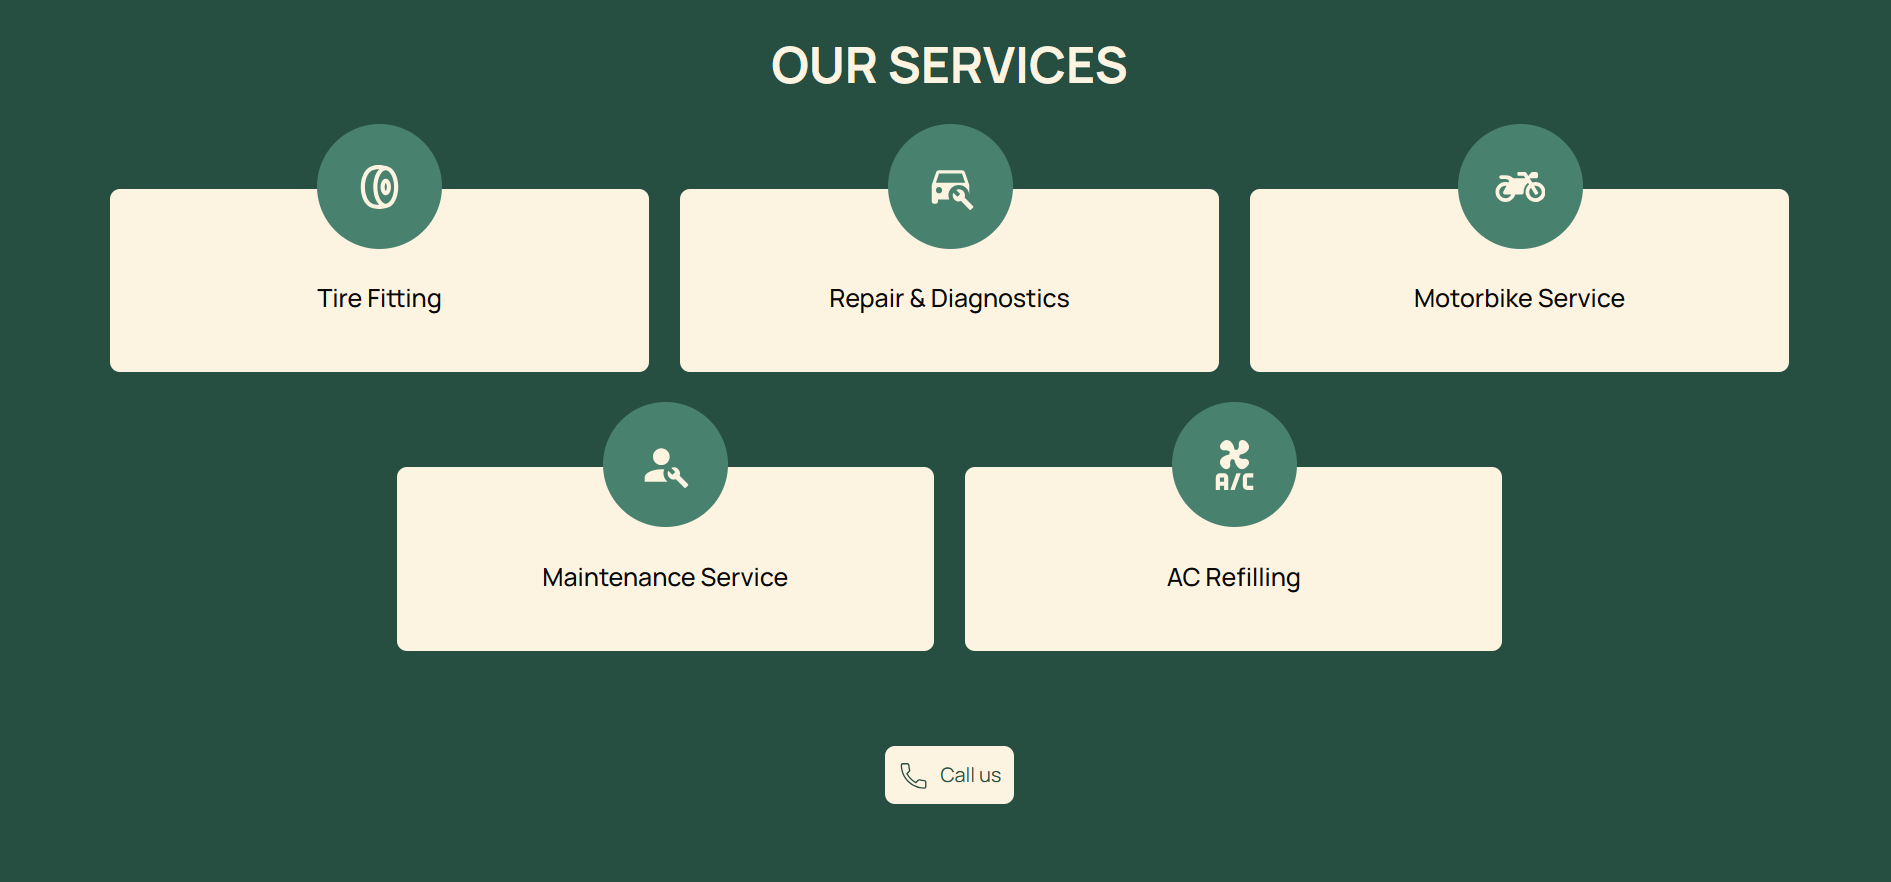 OUR SERVICES
Tire Fitting
Repair & Diagnostics
Motorbike Service
A/C
Maintenance Service
AC Refilling
Call us